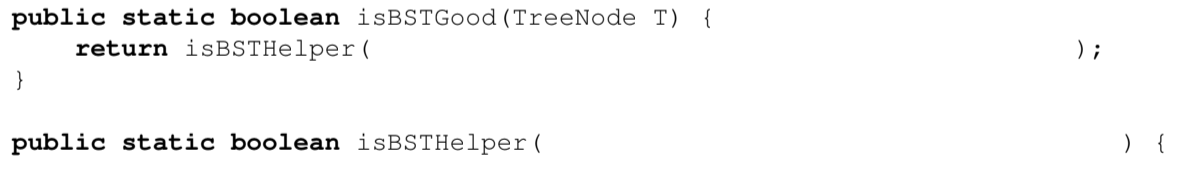 public static boolean isBSTGood(TreeNode T) {
    return isBSTHelper(                                          );
}
public static boolean isBSTHelper(                                   ) {